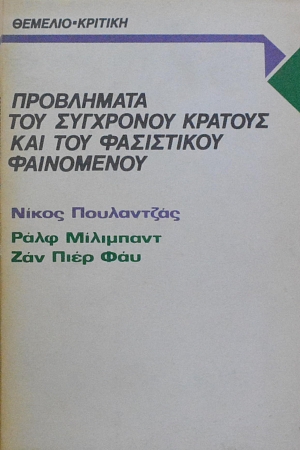 ΘΕΜΕΛΙΟ•ΚΡΙΤΙΚΗ
ΠΡΟΒΛΗΜΑΤΑ
ΤΟΥ ΣΥΓΧΡΟΝΟΥ ΚΡΑΤΟΥΣ
ΚΑΙ ΤΟΥ ΦΑΣΙΣΤΙΚΟΥ
ΦΑΙΝΟΜΕΝΟΥ
Νίκος Πουλαντζάς
Ράλφ Μίλιμπαντ
Ζάν Πιέρ Φάυ